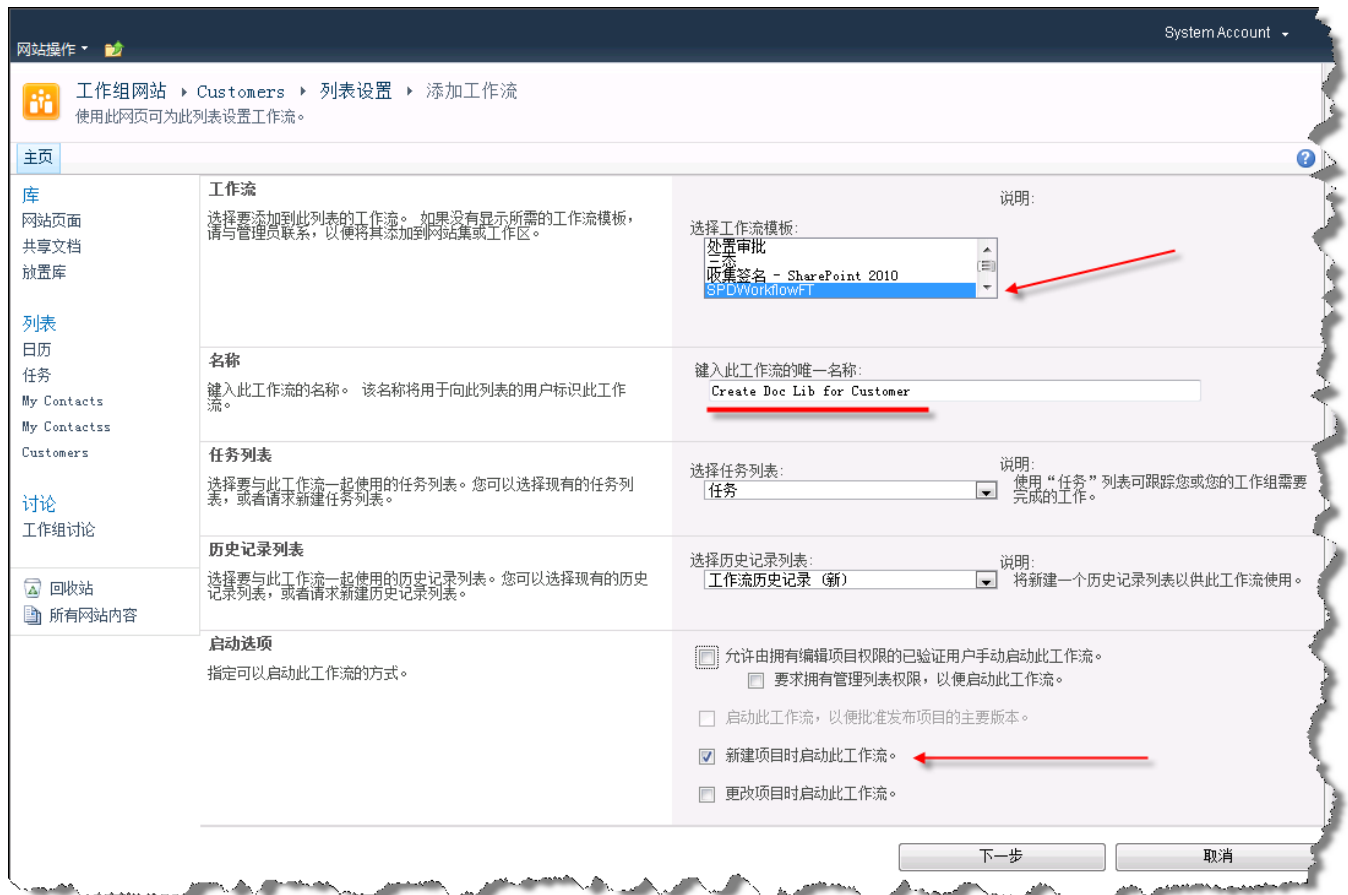 System Account
网站操作
工作组网站 Customers 列表设置 添加工作流
使用此网页可为此列表设置工作流。
主页
库
网站页面
共享文档
放置库
列表
日历
任务
My Contacts
My Contactss
Customers
讨论
工作组讨论
回收站
所有网站内容
工作流
选择要添加到此列表的工作流。 如果没有显示所需的工作流模板，
请与管理员联系，以便将其添加到网站集或工作区。
选择工作流模板:
处置审批
三态
收集签名 - SharePoint 2010
SPDWorkflowFT
说明:
名称
键入此工作流的名称。 该名称将用于向此列表的用户标识此工作
流。
键入此工作流的唯一名称:
Create Doc Lib for Customer
任务列表
选择要与此工作流一起使用的任务列表。您可以选择现有的任务列
表，或者请求新建任务列表。
选择任务列表:
任务
说明:
使用“任务”列表可跟踪您或您的工作组需要
完成的工作。
历史记录列表
选择要与此工作流一起使用的历史记录列表。您可以选择现有的历史
记录列表，或者请求新建历史记录列表。
选择历史记录列表:
工作流历史记录 (新)
说明:
将新建一个历史记录列表以供此工作流使用。
启动选项
指定可以启动此工作流的方式。
允许由拥有编辑项目权限的已验证用户手动启动此工作流。
要求拥有管理列表权限，以便启动此工作流。
启动此工作流，以便批准发布项目的主要版本。
新建项目时启动此工作流。
更改项目时启动此工作流。
下一步
取消